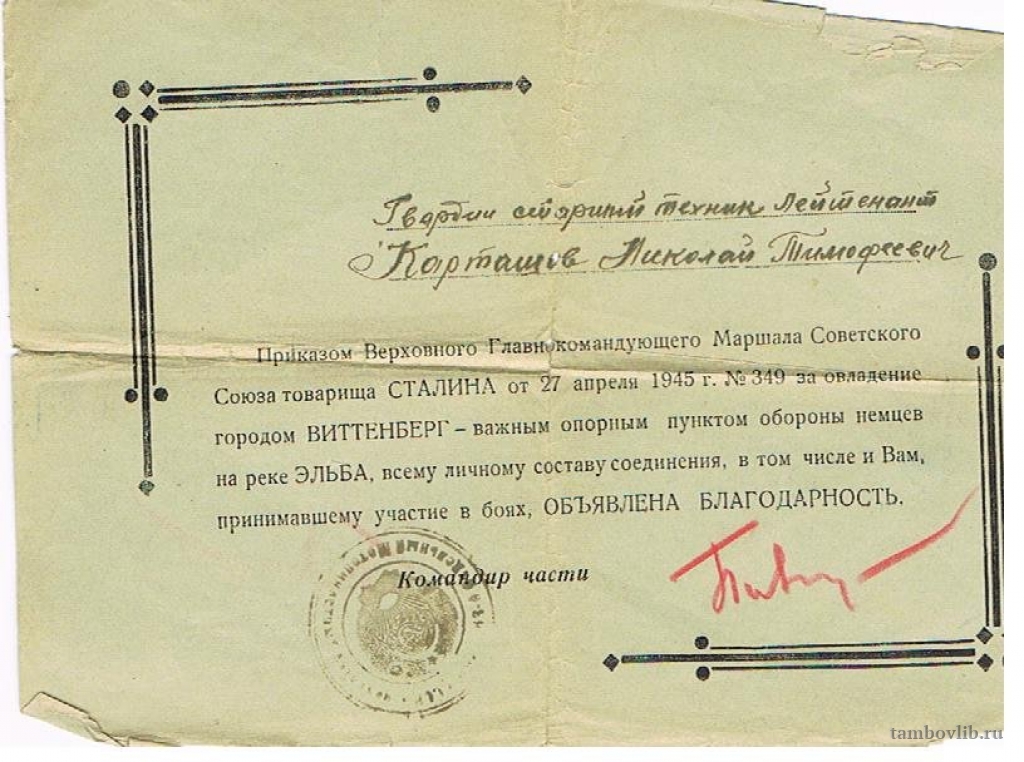 Гвардии старший техник лейтенант
Карташов Николай Тимофеевич
Приказом Верховного Главнокомандующего Маршала Советского
Союза товарища СТАЛИНА от 27 апреля 1945 г. № 349 за овладение
городом ВИТТЕНБЕРГ – важным опорным пунктом обороны немцев
на реке ЭЛЬБА, всему личному составу соединения, в том числе и Вам,
принимавшему участие в боях, ОБЪЯВЛЕНА БЛАГОДАРНОСТЬ.
Командир части
tambovlib.ru